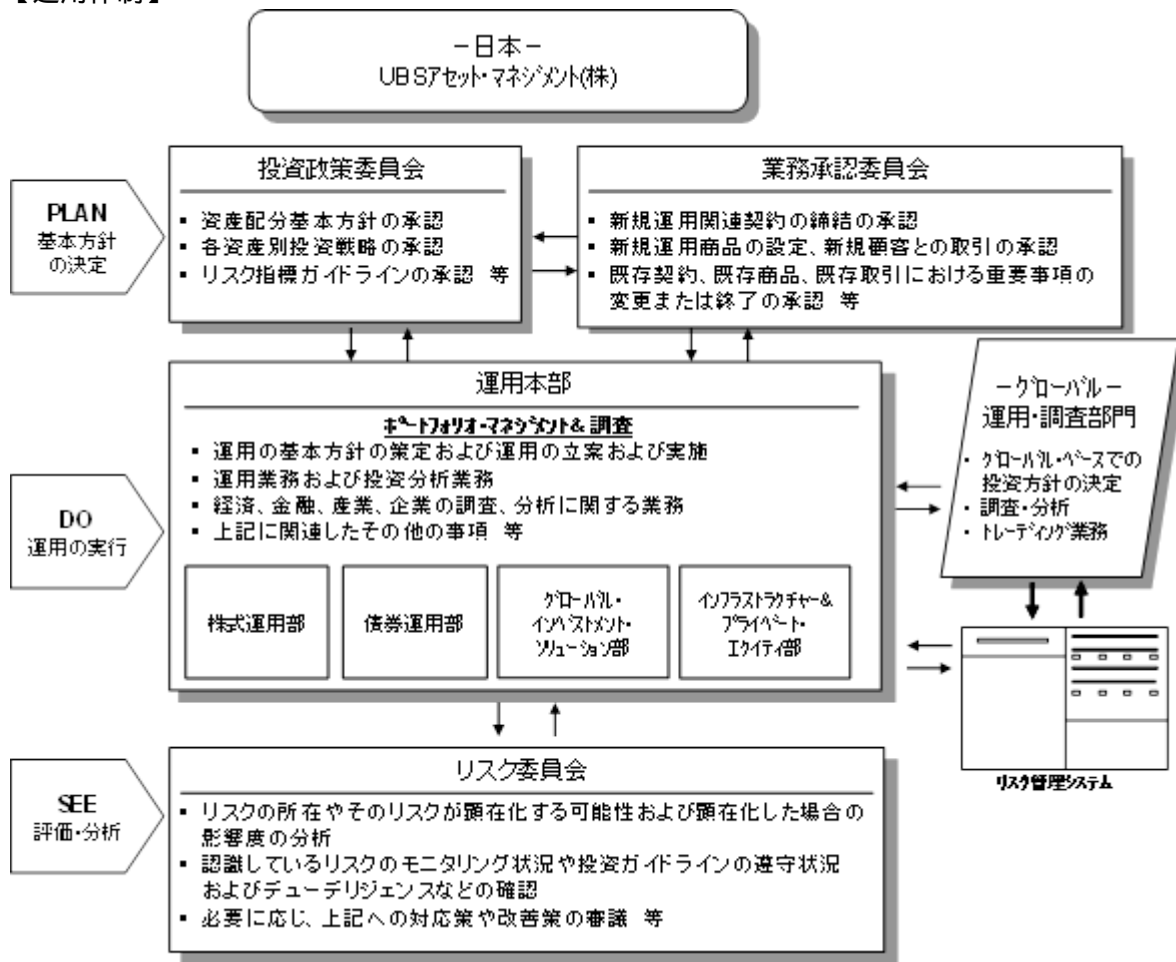 【運用体制】
－日本－
UBSｱｾｯﾄ・ﾏﾈｼﾞﾒﾝﾄ(株)
PLAN
基本方針
の決定
投資政策委員会
▪ 資産配分基本方針の承認
▪ 各資産別投資戦略の承認
▪ リスク指標ガイドラインの承認 等
業務承認委員会
▪ 新規運用関連契約の締結の承認
▪ 新規運用商品の設定、新規顧客との取引の承認
▪ 既存契約、既存商品、既存取引における重要事項の
変更または終了の承認 等
DO
運用の実行
運用本部
ﾎﾟｰﾄﾌｫﾘｵ・ﾏﾈｼﾞﾒﾝﾄ& 調査
▪ 運用の基本方針の策定および運用の立案および実施
▪ 運用業務および投資分析業務
▪ 経済、金融、産業、企業の調査、分析に関する業務
▪ 上記に関連したその他の事項 等
株式運用部
債券運用部
ｸﾞﾛｰﾊﾞﾙ・
ｲﾝﾍﾞｽﾄﾒﾝﾄ・
ｿﾘｭｰｼｮﾝ部
ｲﾝﾌﾗｽﾄﾗｸﾁｬｰ&
ﾌﾟﾗｲﾍﾞｰﾄ・
ｴｸｲﾃｨ部
－ｸﾞﾛｰﾊﾞﾙ－
運用・調査部門
・ ｸﾞﾛｰﾊﾞﾙ・ﾍﾞｰｽでの
投資方針の決定
・ 調査・分析
・ ﾄﾚｰﾃﾞｨﾝｸﾞ業務
ﾘｽｸ管理ｼｽﾃﾑ
SEE
評価・分析
リスク委員会
▪ リスクの所在やそのリスクが顕在化する可能性および顕在化した場合の
影響度の分析
▪ 認識しているリスクのモニタリング状況や投資ガイドラインの遵守状況
およびデューデリジェンスなどの確認
▪ 必要に応じ、上記への対応策や改善策の審議 等